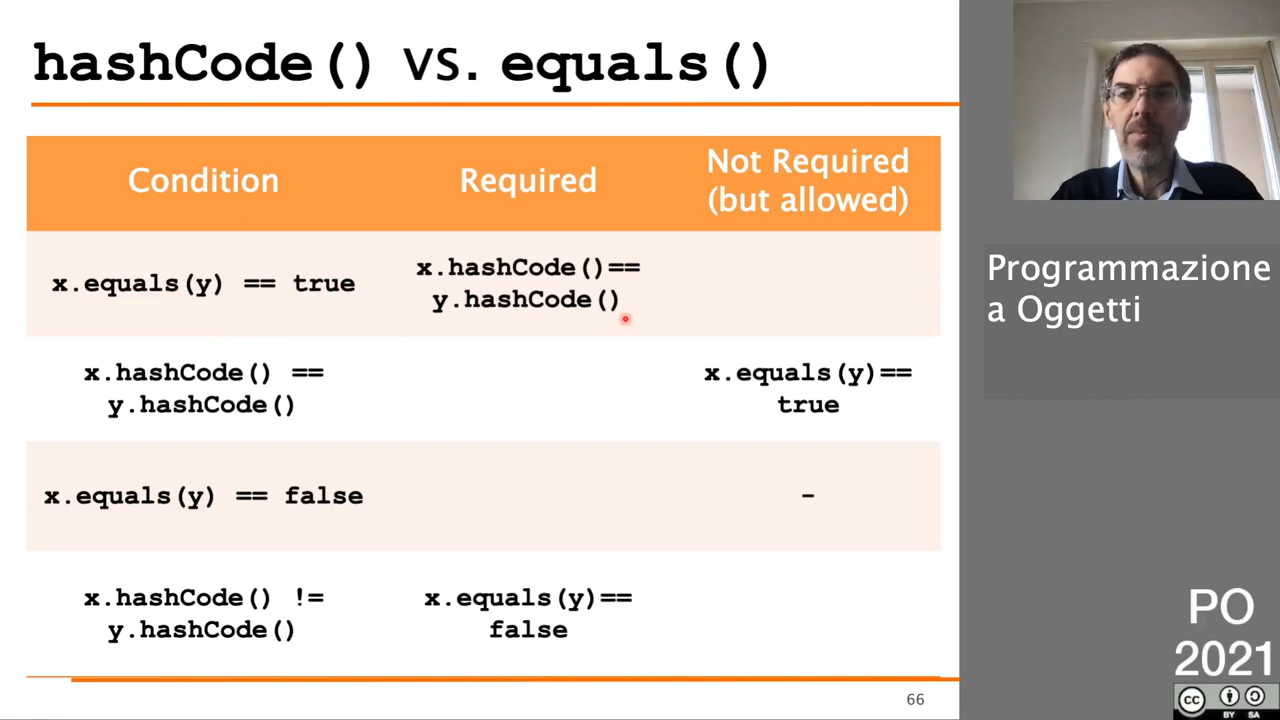 hashCode() vs. equals()
Condition
Required
Not Required
(but allowed)
x.equals(y) == true
x.hashCode()==
y.hashCode()
x.hashCode() ==
y.hashCode()
x.equals(y)==
true
x.equals(y) == false
-
x.hashCode() !=
y.hashCode()
x.equals(y)==
false
66
Programmazione
a Oggetti
PO
2021
cc
BY SA